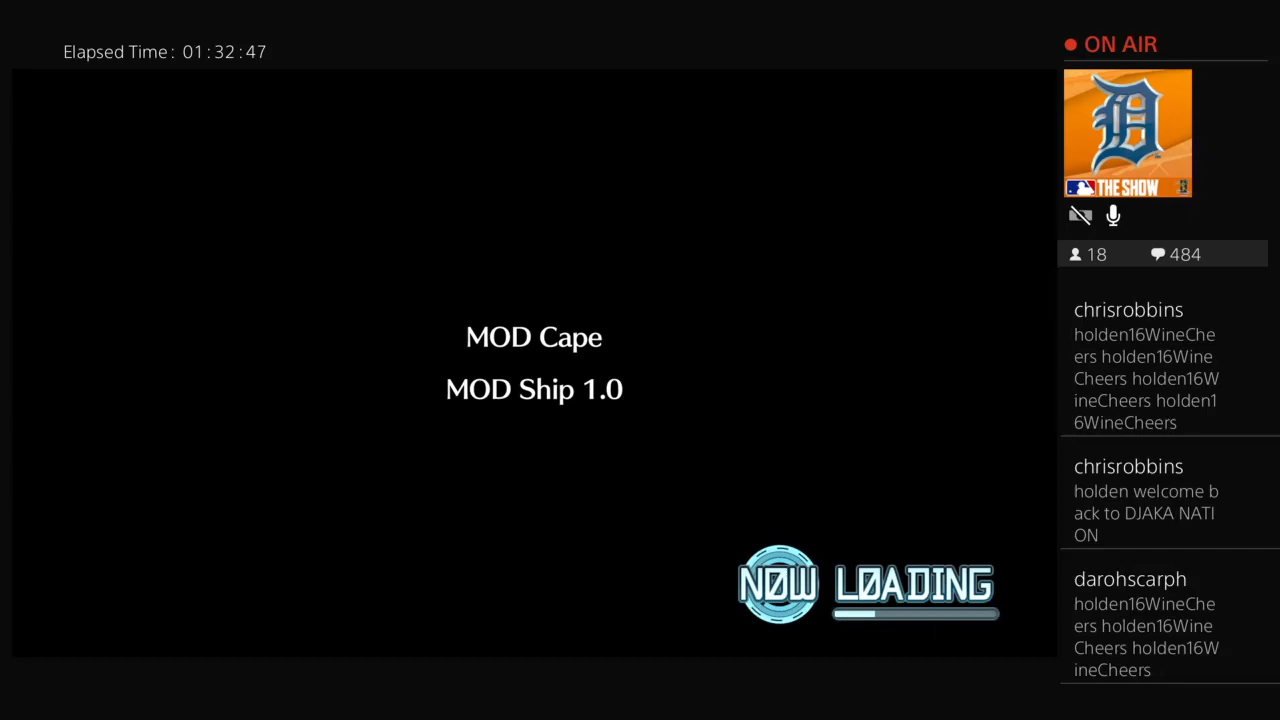 Elapsed Time: 01:32:47
ON AIR
D
THE SHOW
18 484
MOD Cape
MOD Ship 1.0
NOW LOADING
chrisrobbins
holden16WineChe
ers holden16Wine
Cheers holden16W
ineCheers holden1
6WineCheers
chrisrobbins
holden welcome b
ack to DJAKA NATI
ON
darohscarph
holden16WineChe
ers holden16Wine
Cheers holden16W
ineCheers